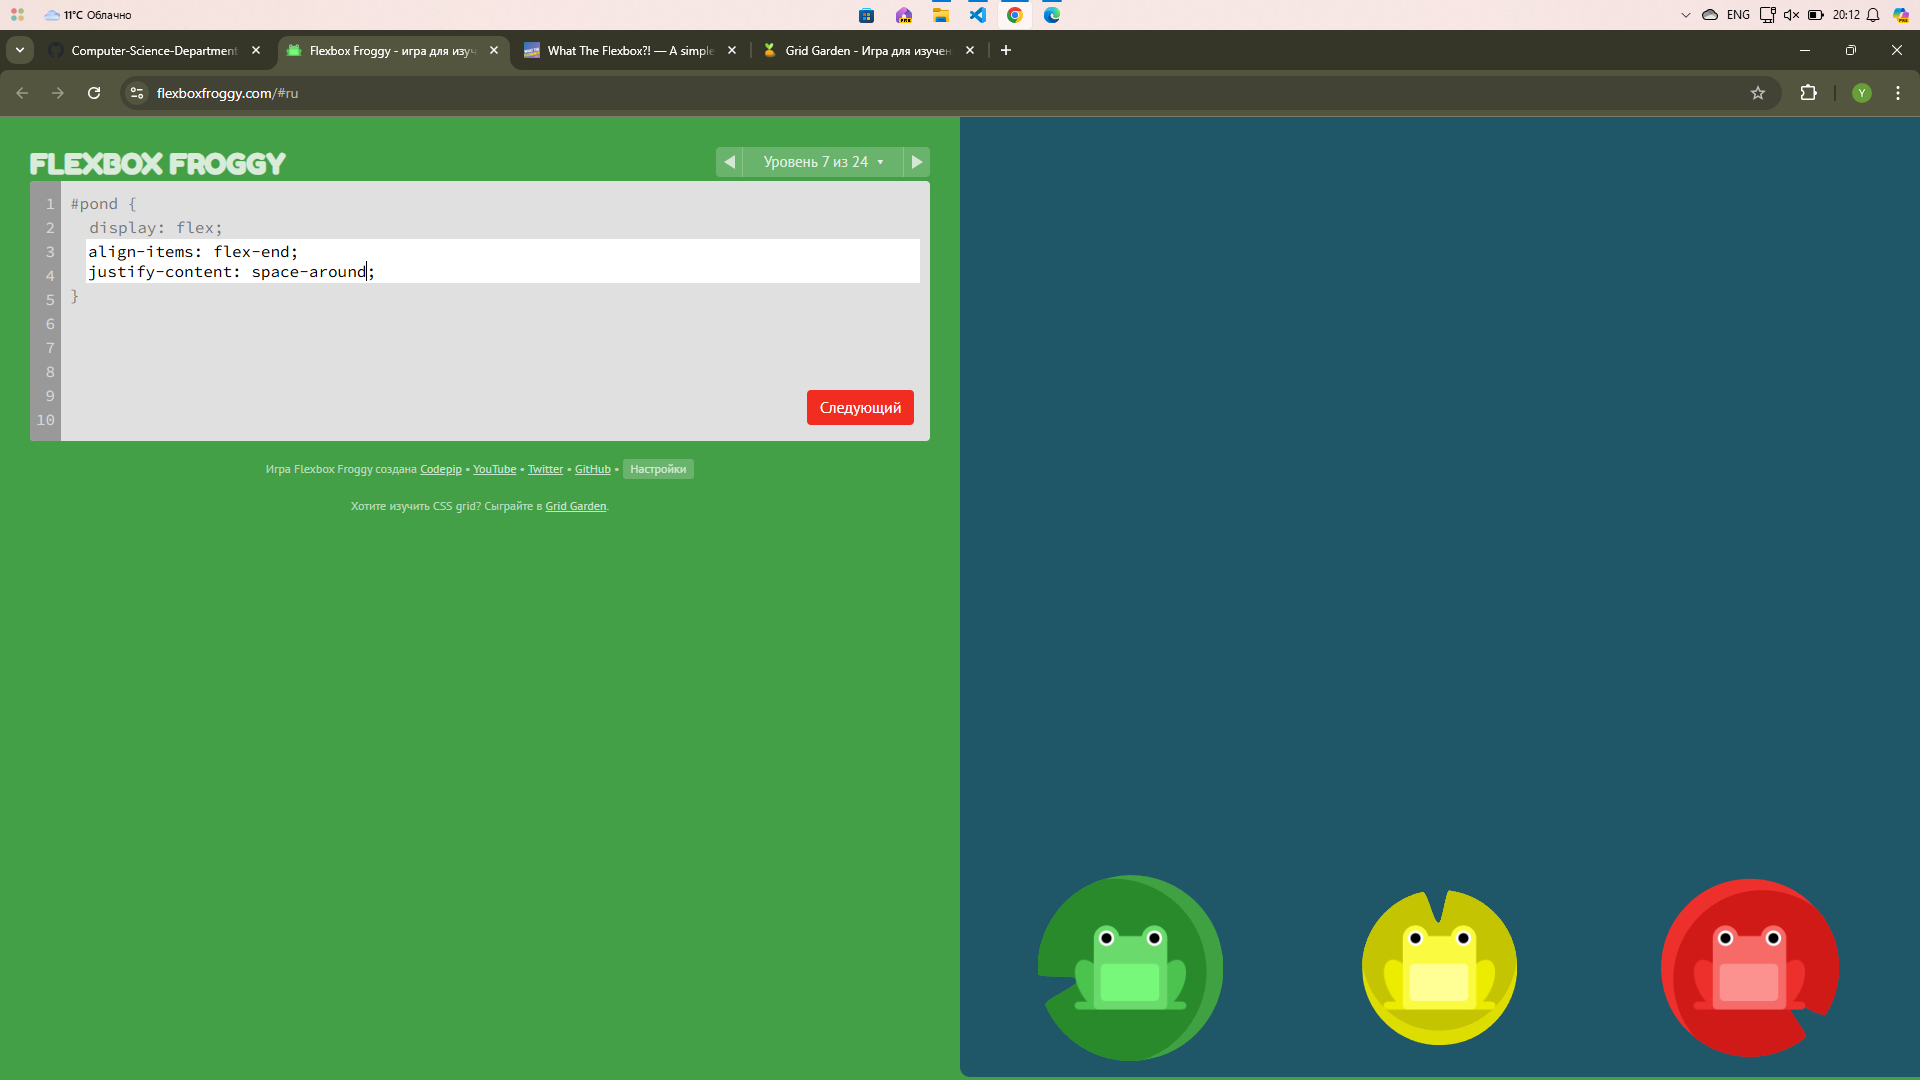 11°C Облачно
ENG
20:12
Computer-Science-Department
Flexbox Froggy - игра для изуч
What The Flexbox?! — A simple
Grid Garden - Игра для изучен
flexboxfroggy.com/#ru
Y
FLEXBOX FROGGY
Уровень 7 из 24
1 #pond {
2 display: flex;
3 align-items: flex-end;
4 justify-content: space-around;
5 }
6
7
8
9
10
Следующий
Игра Flexbox Froggy создана Codepip • YouTube • Twitter • GitHub • Настройки
Хотите изучить CSS grid? Сыграйте в Grid Garden.